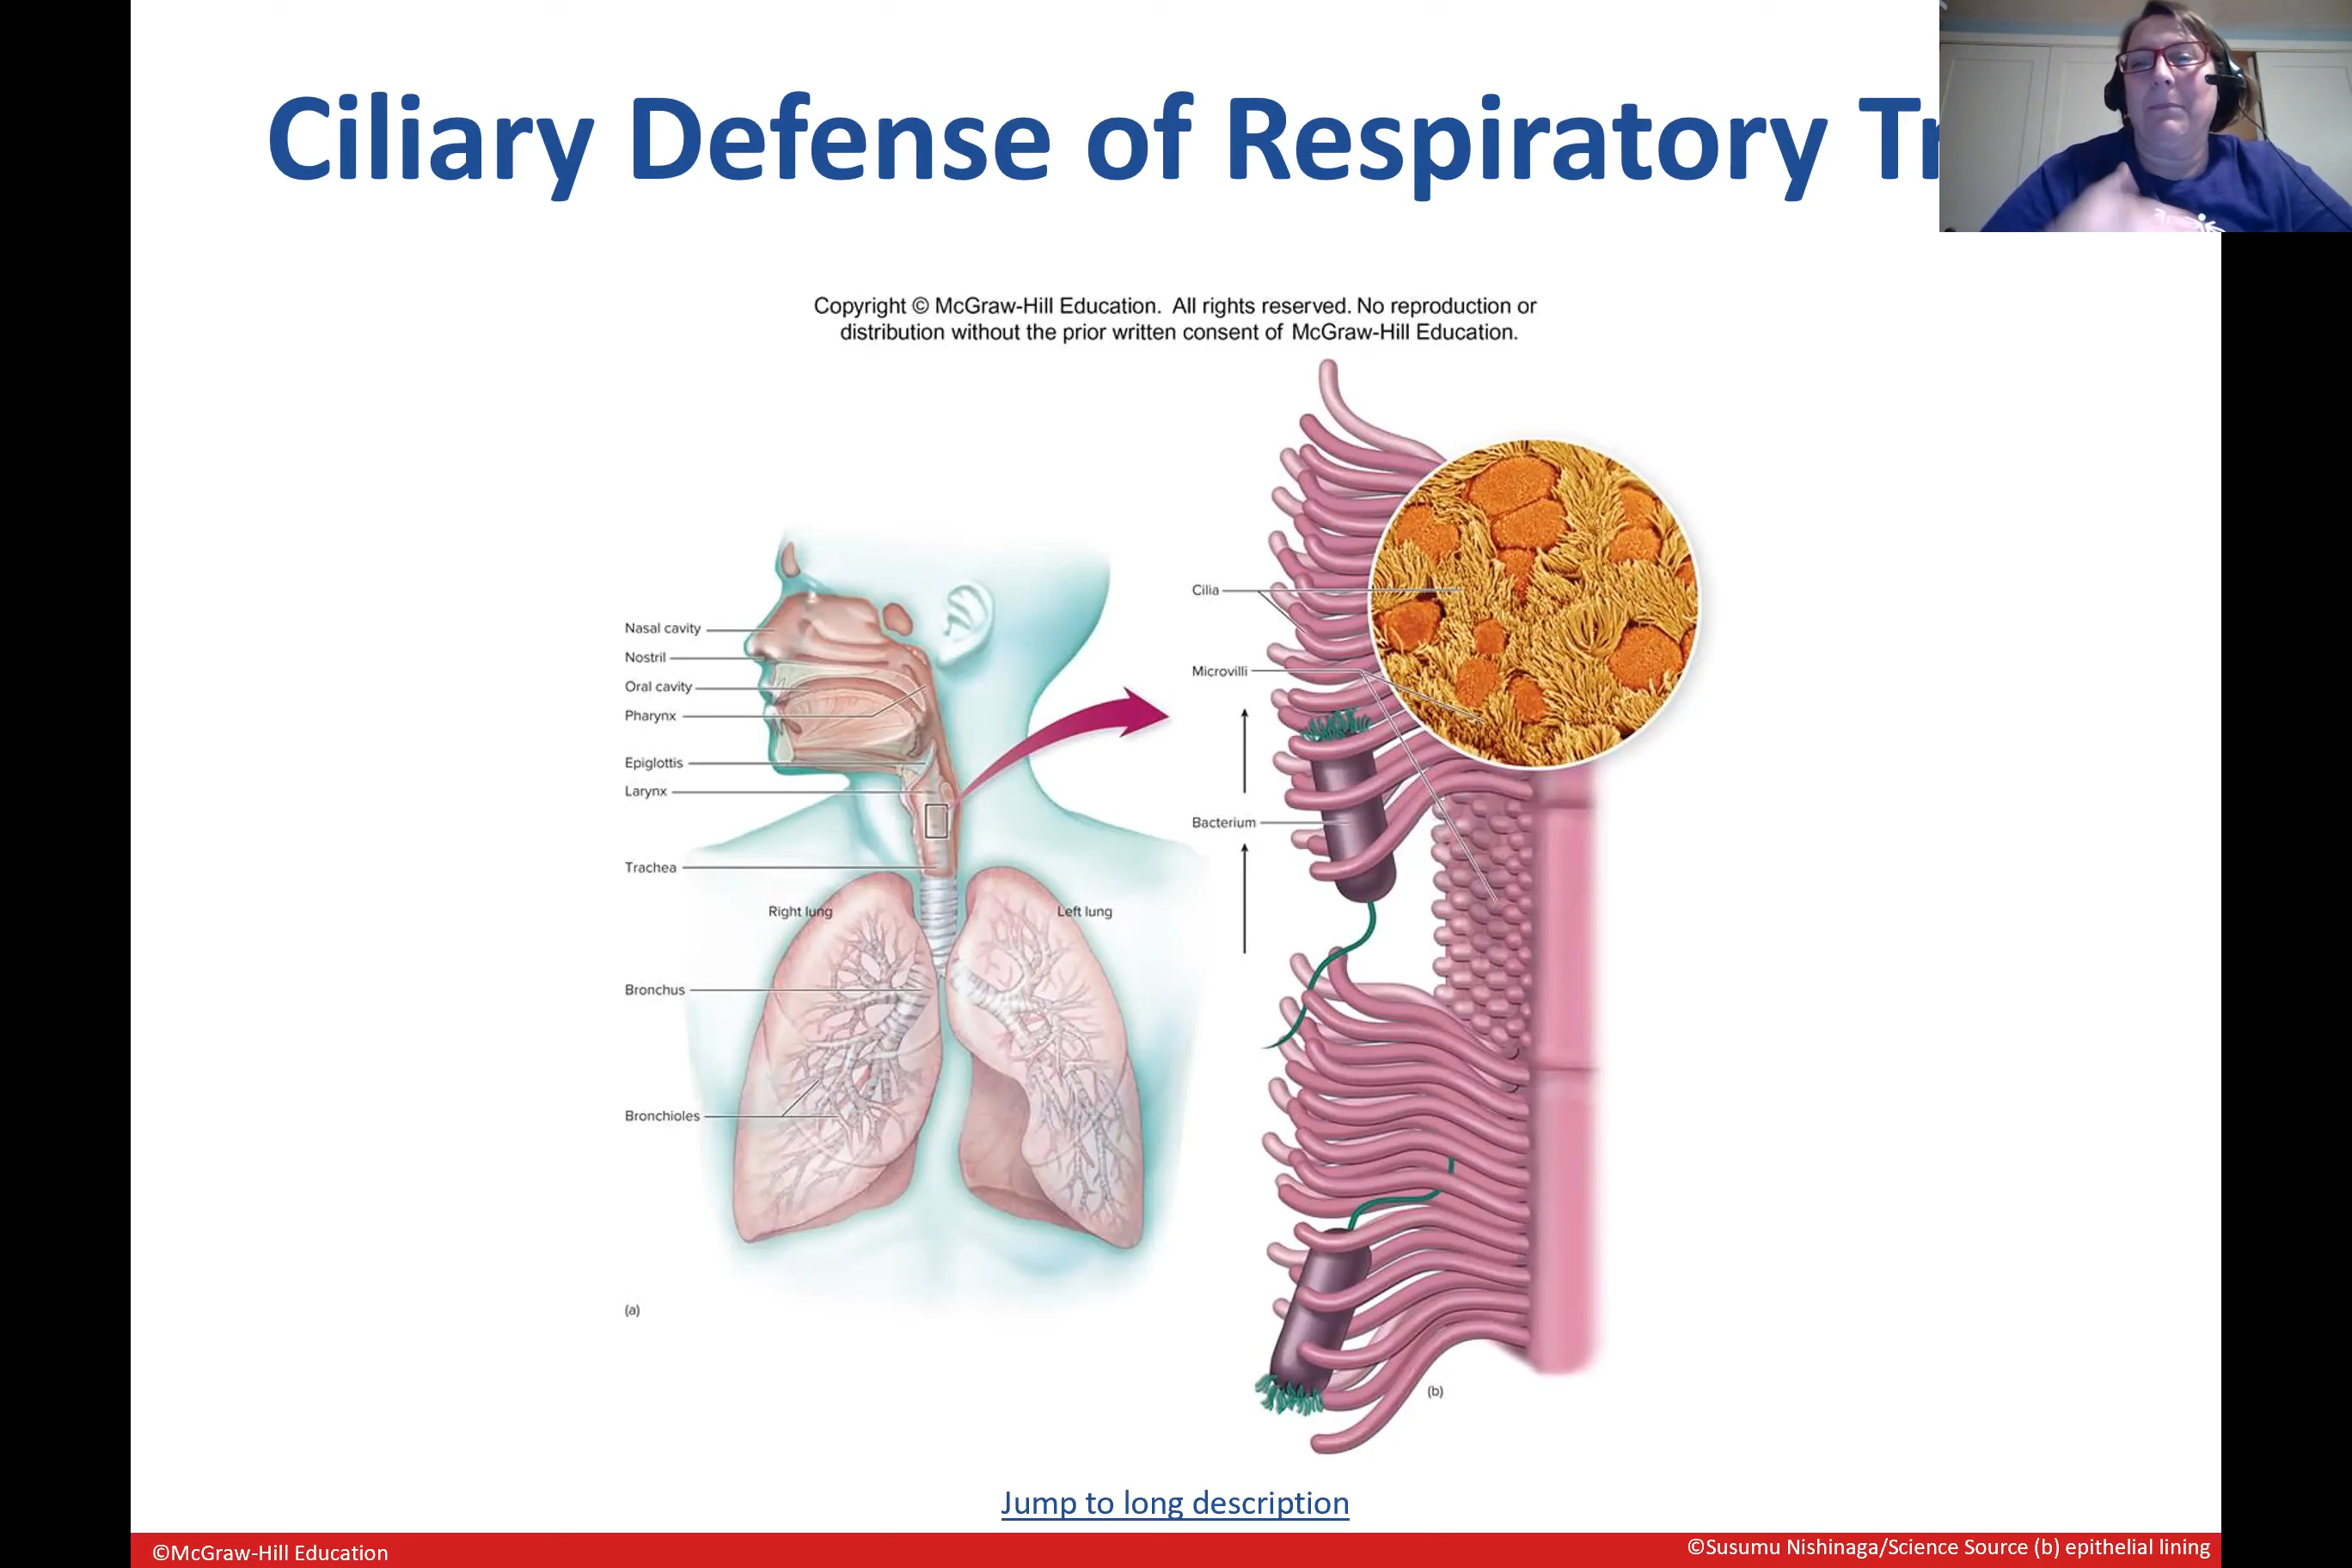 Ciliary Defense of Respiratory
Copyright © McGraw-Hill Education. All rights reserved. No reproduction or
distribution without the prior written consent of McGraw-Hill Education.
Nasal cavity
Nostril
Oral cavity
Pharynx
Epiglottis
Larynx
Trachea
Right lung
Left lung
Bronchus
Bronchioles
(a)
Cilia
Microvilli
Bacterium
(b)
Jump to long description
©McGraw-Hill Education
©Susumu Nishinaga/Science Source (b) epithelial lining